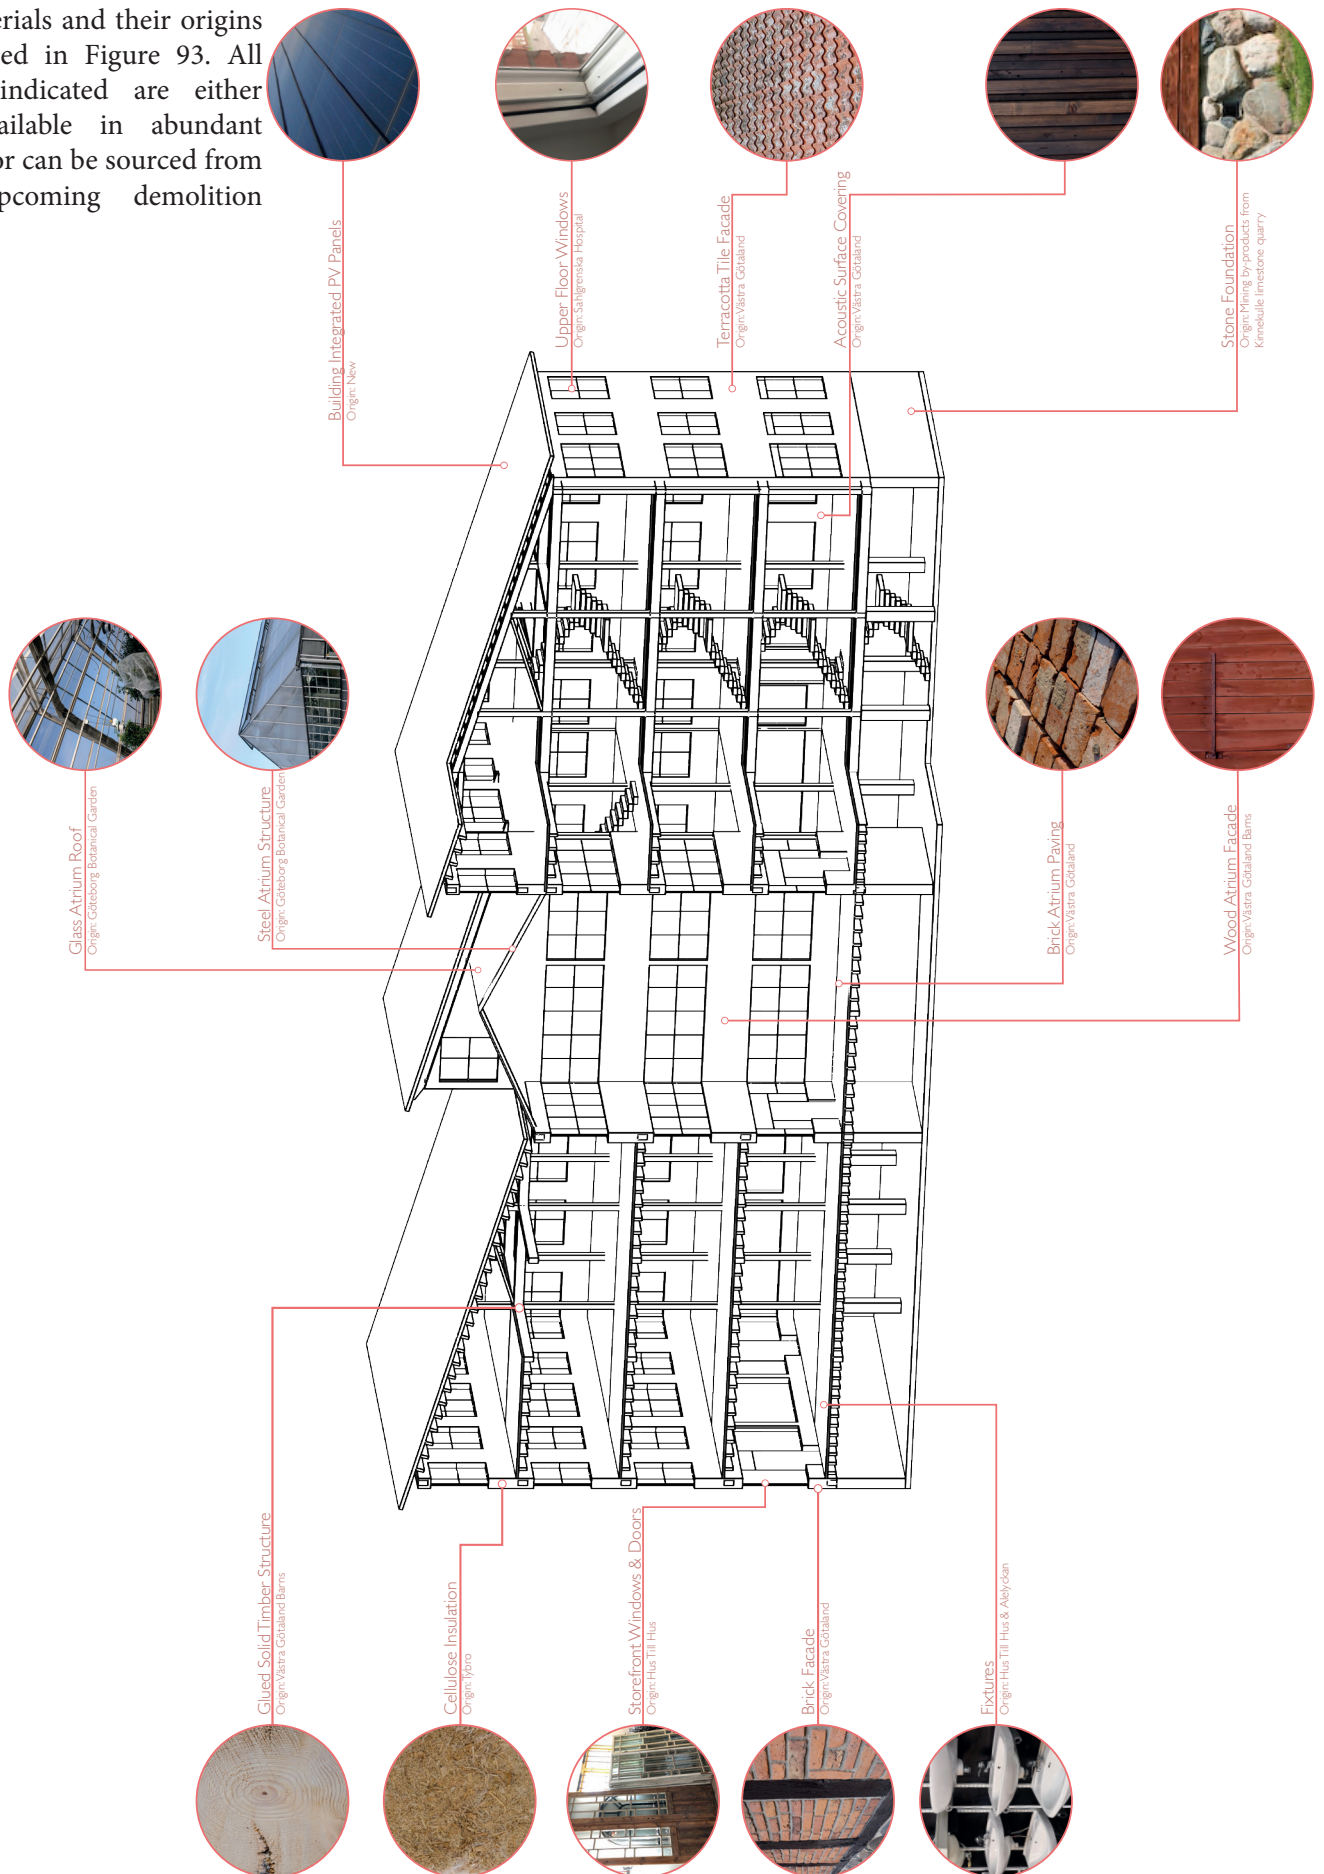 erials and their origins
ed in Figure 93. All
indicated are either
ailable in abundant
or can be sourced from
pcoming demolition
Building Integrated PV Panels
Origin: New
Upper Floor Windows
Origin: Sahlgrenska Hospital
Terracotta Tile Facade
Origin: Västra Götaland
Acoustic Surface Covering
Origin: Västra Götaland
Stone Foundation
Origin: Mining by-products from
Kinnekulle limestone quarry
Glass Atrium Roof
Origin: Göteborg Botanical Garden
Steel Atrium Structure
Origin: Göteborg Botanical Garden
Brick Atrium Paving
Origin: Västra Götaland
Wood Atrium Facade
Origin: Västra Götaland Barns
Glued Solid Timber Structure
Origin: Västra Götaland Barns
Cellulose Insulation
Origin: Tybro
Storefront Windows & Doors
Origin: Hus Till Hus
Brick Facade
Origin: Västra Götaland
Fixtures
Origin: Hus Till Hus & Alelyckan